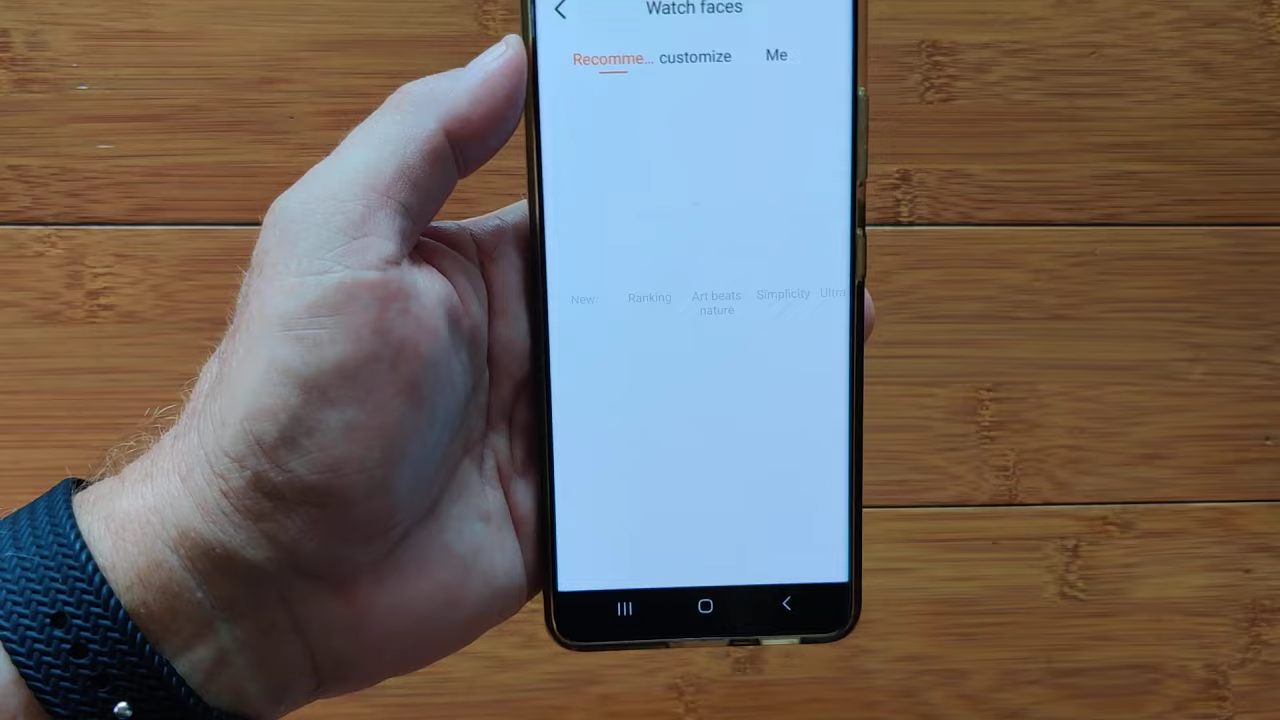 Watch faces
Recomme... customize Me
New Ranking Art beats Simplicity Ultra
nature